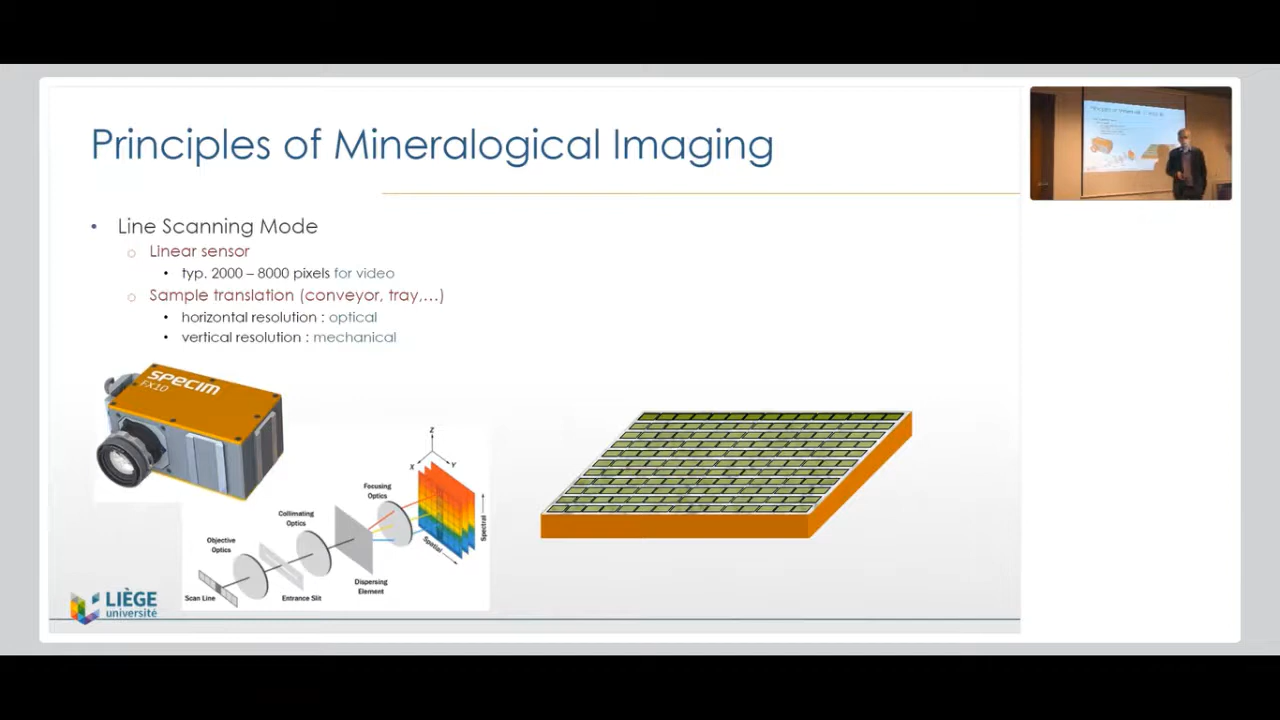 Principles of Mineralogical Imaging
• Line Scanning Mode
o Linear sensor
• typ. 2000 – 8000 pixels for video
o Sample translation (conveyor, tray,…)
• horizontal resolution : optical
• vertical resolution : mechanical
SPECIM
FX10
Z
X
Y
Focusing
Optics
Collimating
Optics
Objective
Optics
Spectral
Spatial
Dispersing
Element
Scan Line
Entrance Slit
LIÈGE
université